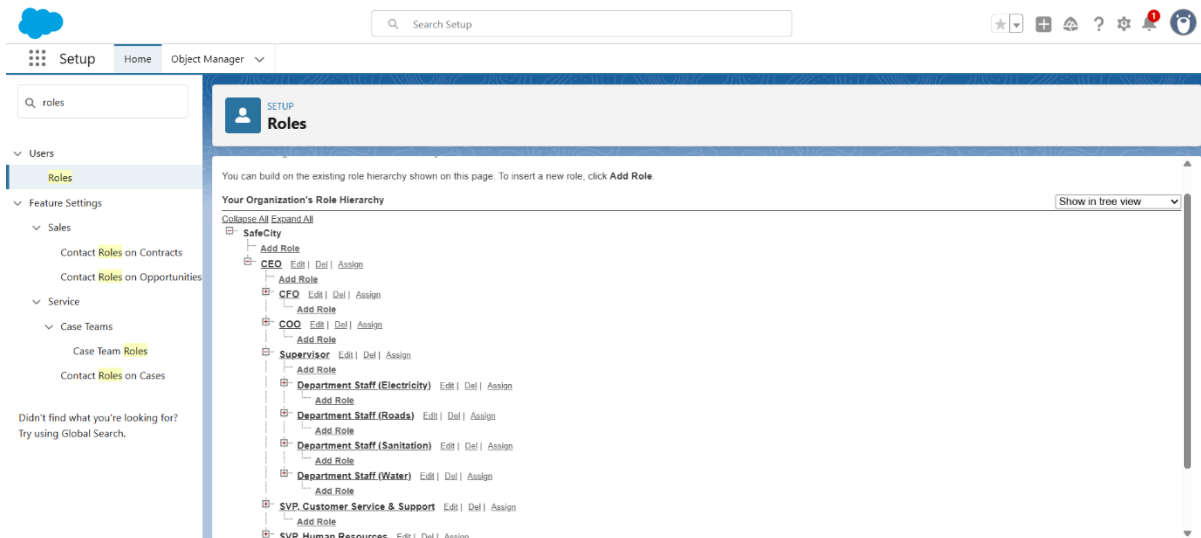 Search Setup
1
Setup
Home
Object Manager
roles
Users
Roles
Feature Settings
Sales
Contact Roles on Contracts
Contact Roles on Opportunities
Service
Case Teams
Case Team Roles
Contact Roles on Cases
Didn't find what you're looking for?
Try using Global Search.
SETUP
Roles
You can build on the existing role hierarchy shown on this page. To insert a new role, click Add Role.
Your Organization's Role Hierarchy
Show in tree view
Collapse All Expand All
SafeCity
Add Role
CEO Edit | Del | Assign
Add Role
CFO Edit | Del | Assign
Add Role
COO Edit | Del | Assign
Add Role
Supervisor Edit | Del | Assign
Add Role
Department Staff (Electricity) Edit | Del | Assign
Add Role
Department Staff (Roads) Edit | Del | Assign
Add Role
Department Staff (Sanitation) Edit | Del | Assign
Add Role
Department Staff (Water) Edit | Del | Assign
Add Role
SVP, Customer Service & Support Edit | Del | Assign
Add Role
SVP, Human Resources Edit | Del | Assign